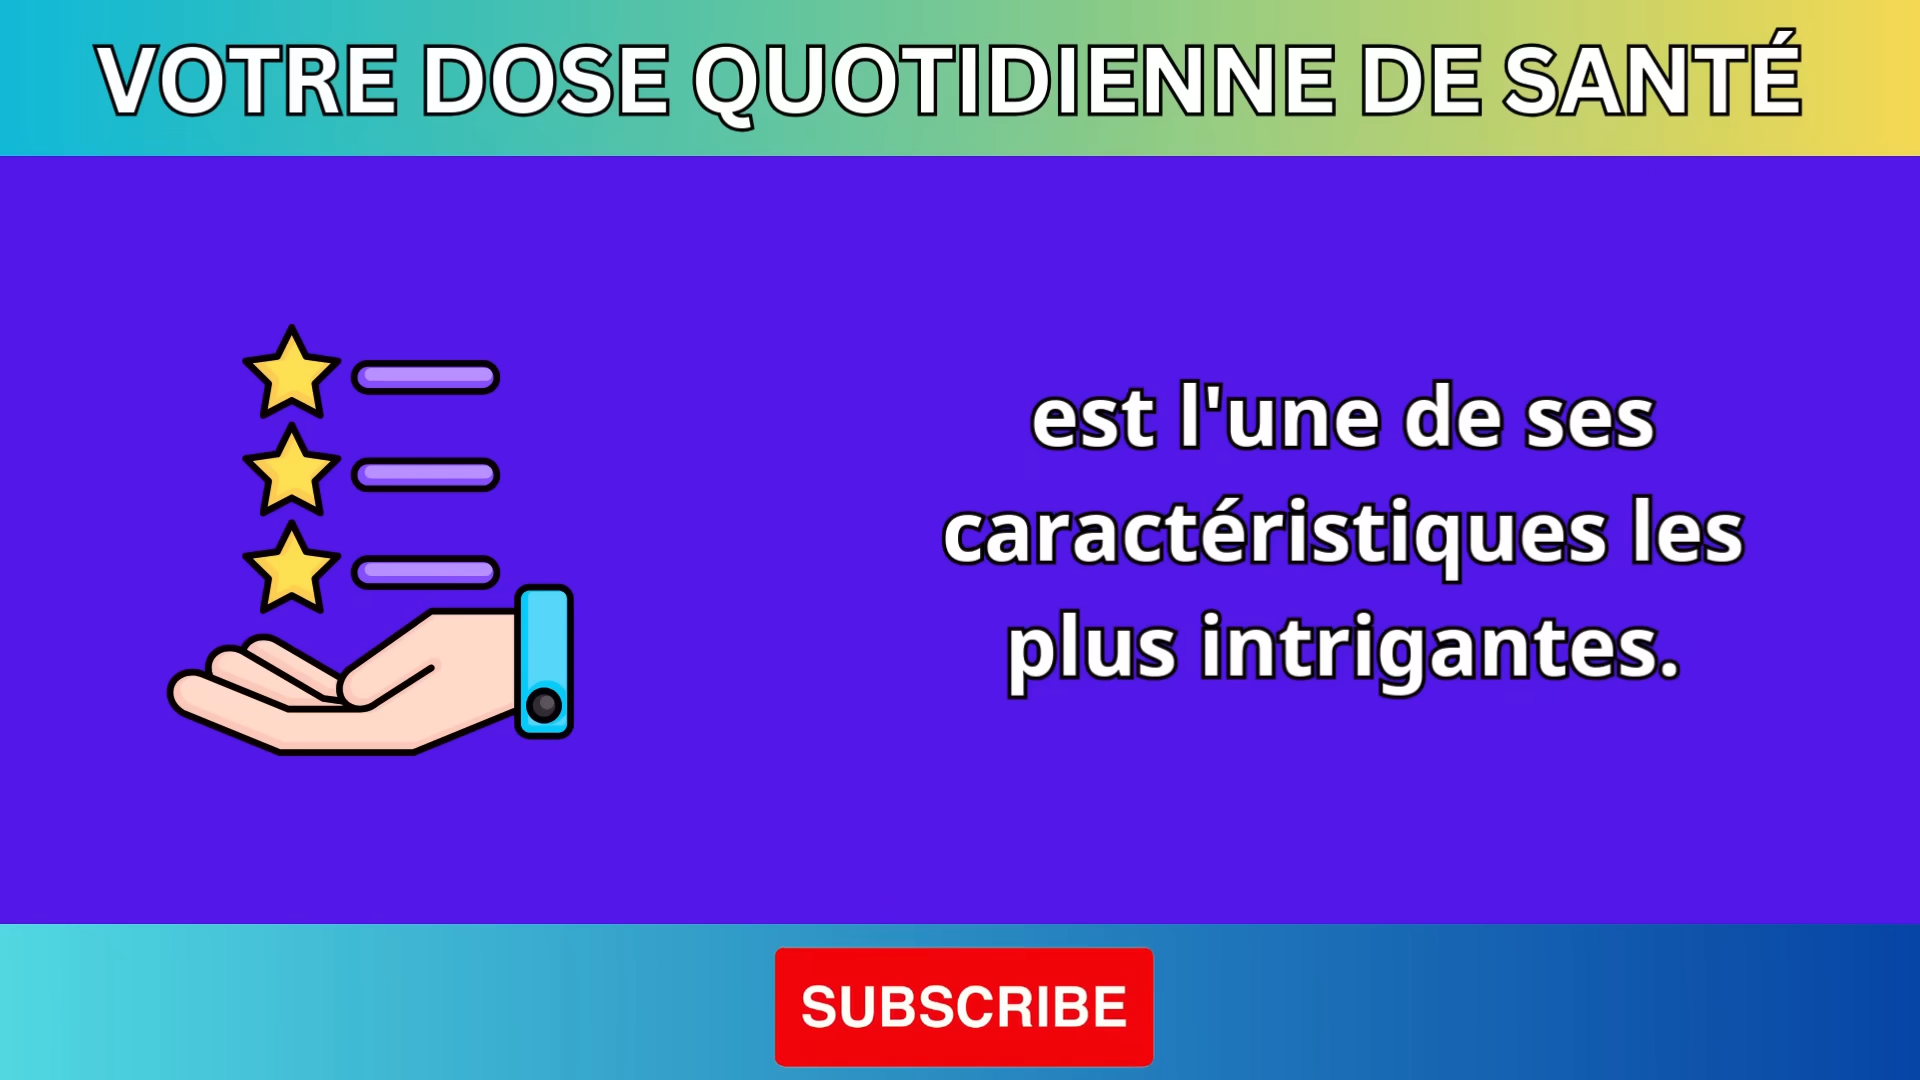 VOTRE DOSE QUOTIDIENNE DE SANTÉ
est l'une de ses
caractéristiques les
plus intrigantes.
SUBSCRIBE